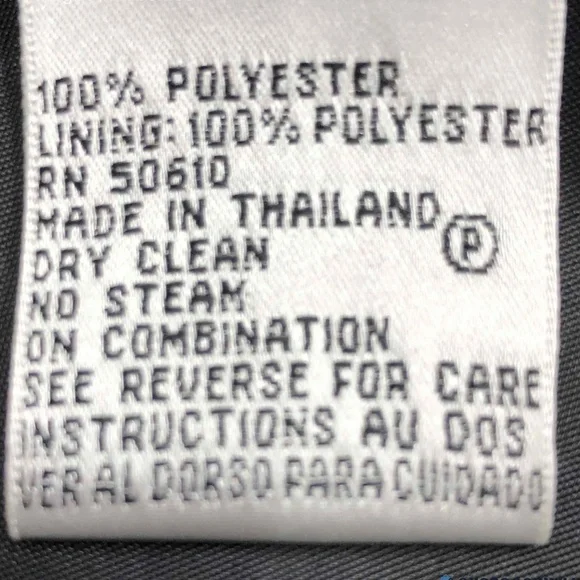 100% POLYESTER
LINING: 100% POLYESTER
RN 50610
MADE IN THAILAND
P
DRY CLEAN
NO STEAM
ON COMBINATION
SEE REVERSE FOR CARE
INSTRUCTIONS AU DOS
VER AL DORSO PARA CUIDADO